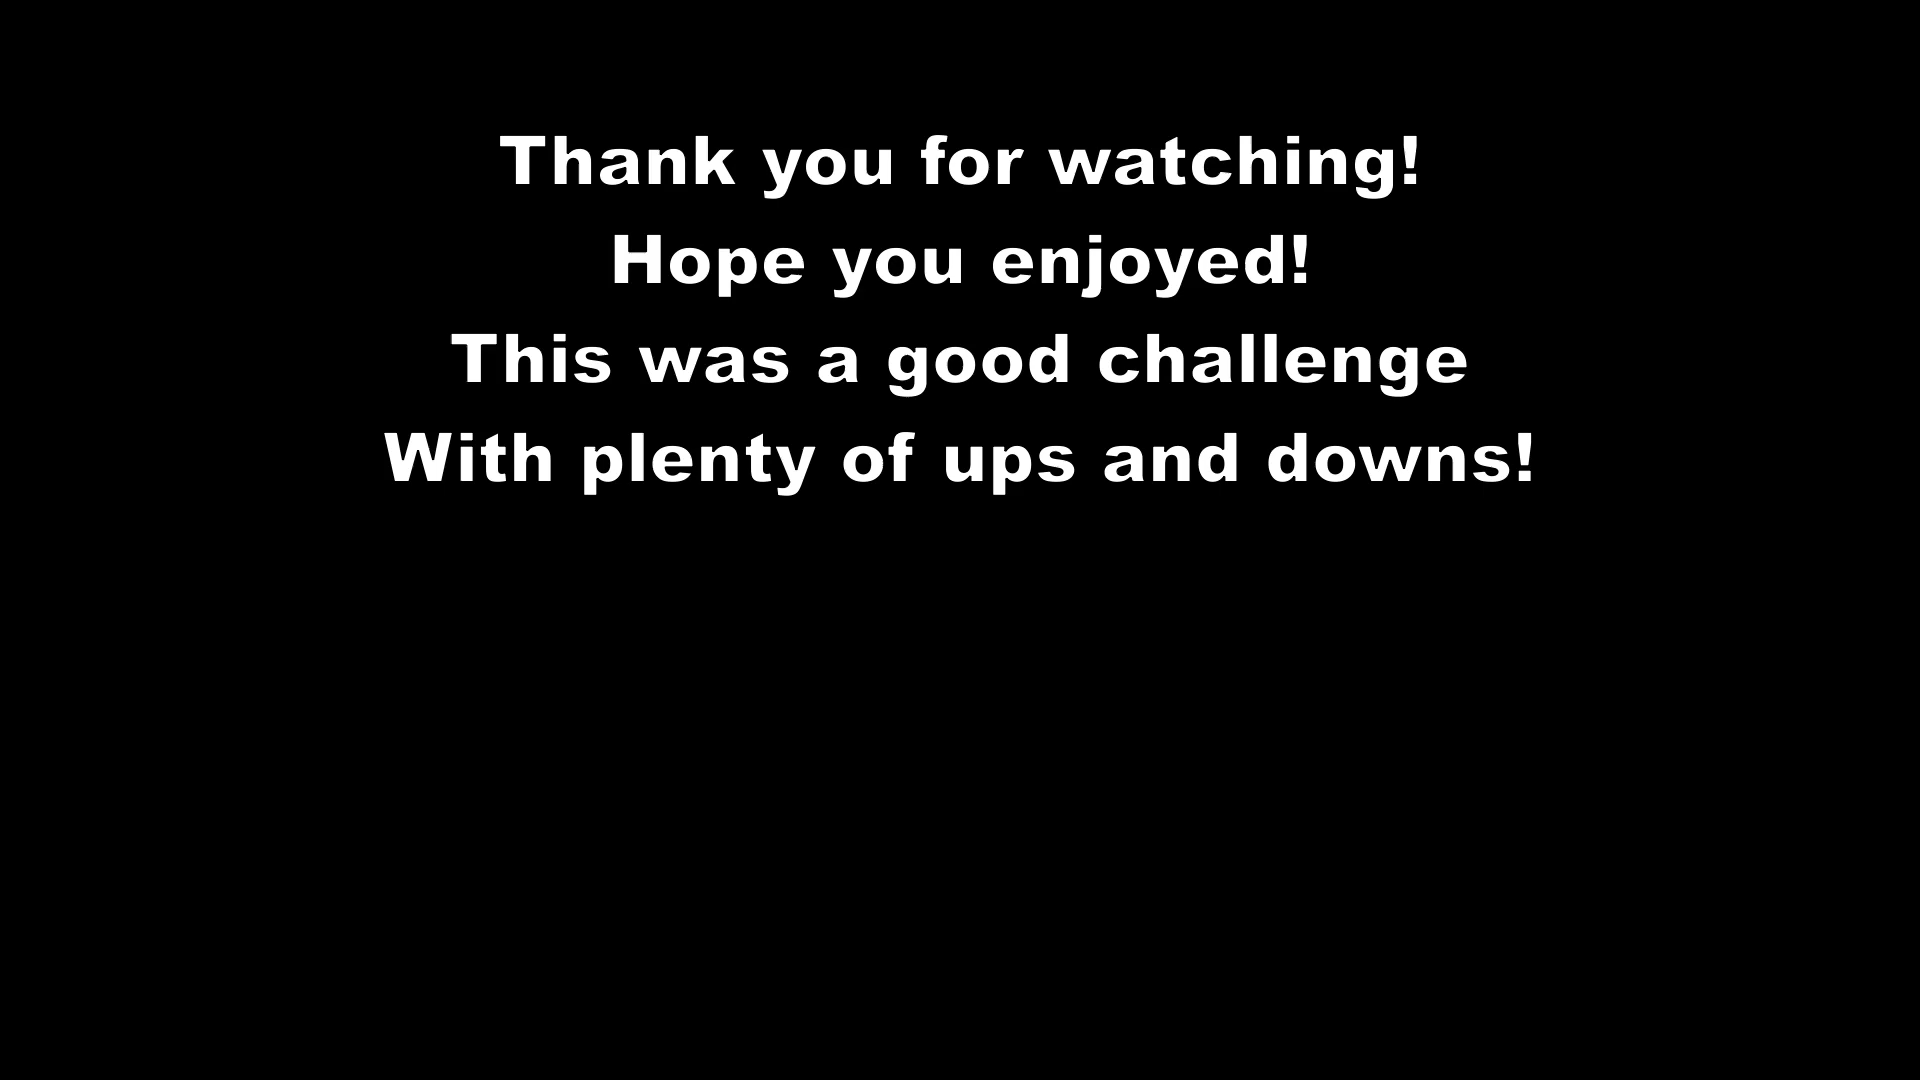 Thank you for watching!
Hope you enjoyed!
This was a good challenge
With plenty of ups and downs!